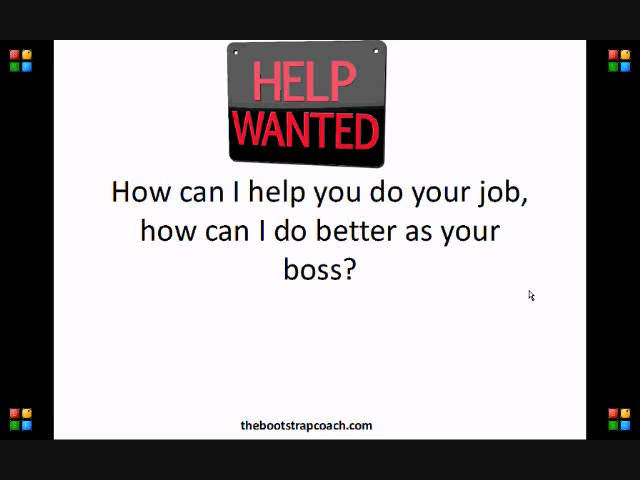 HELP
WANTED
How can I help you do your job,
how can I do better as your
boss?
thebootstrapcoach.com